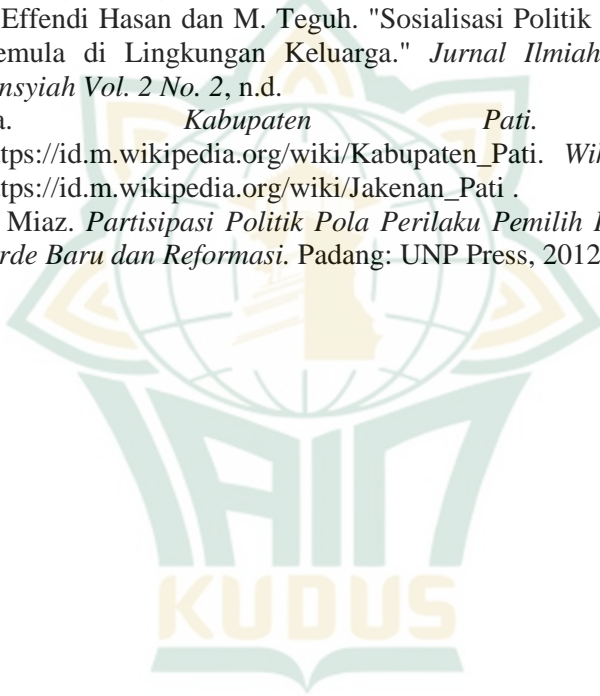 Effendi Hasan dan M. Teguh. "Sosialisasi Politik
emula di Lingkungan Keluarga." Jurnal Ilmiah
nsyiah Vol. 2 No. 2, n.d.
a. Kabupaten Pati.
tps://id.m.wikipedia.org/wiki/Kabupaten_Pati. Wi
tps://id.m.wikipedia.org/wiki/Jakenan_Pati .
Miaz. Partisipasi Politik Pola Perilaku Pemilih
rde Baru dan Reformasi. Padang: UNP Press, 2012
IAIN
KUDUS